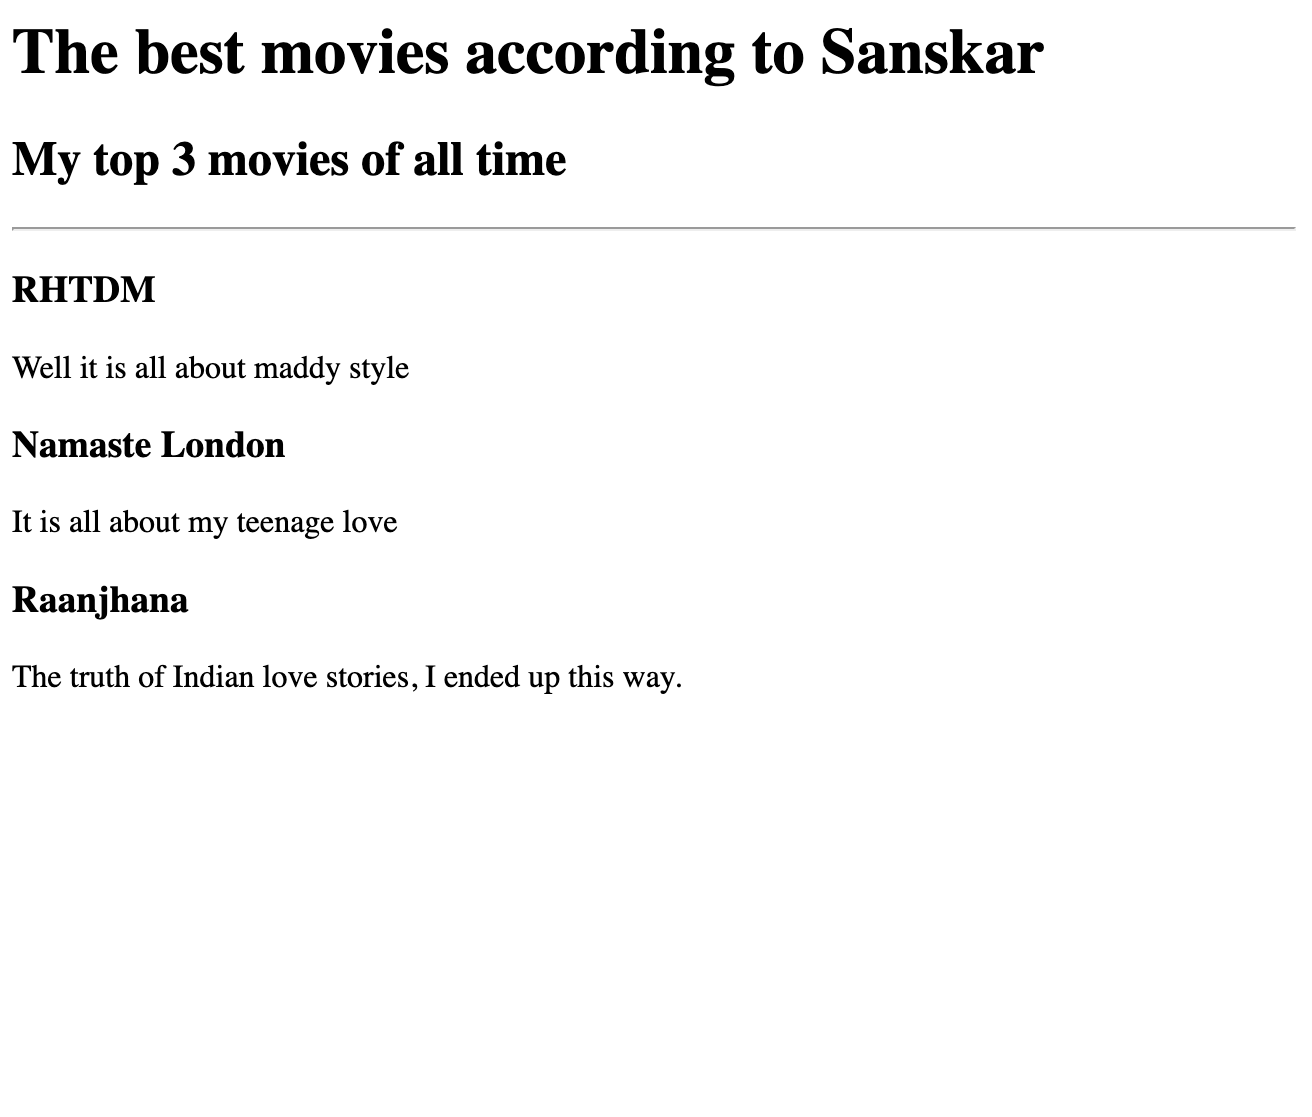 The best movies according to Sanskar
My top 3 movies of all time
RHTDM
Well it is all about maddy style
Namaste London
It is all about my teenage love
Raanjhana
The truth of Indian love stories, I ended up this way.